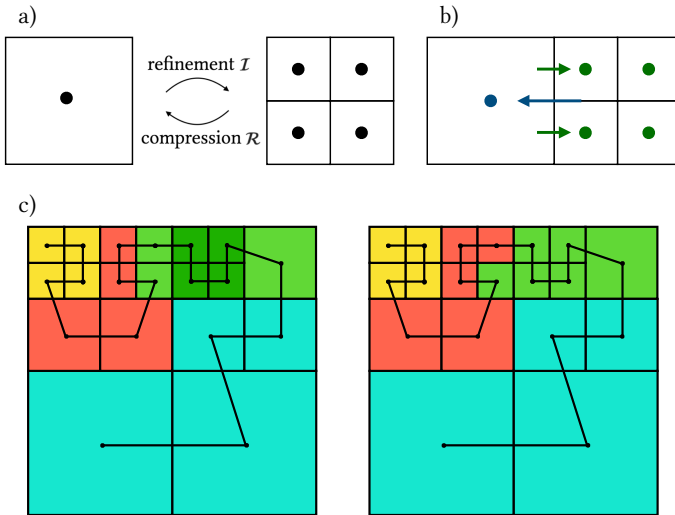 a)
b)
refinement 𝓘
compression 𝓡
c)